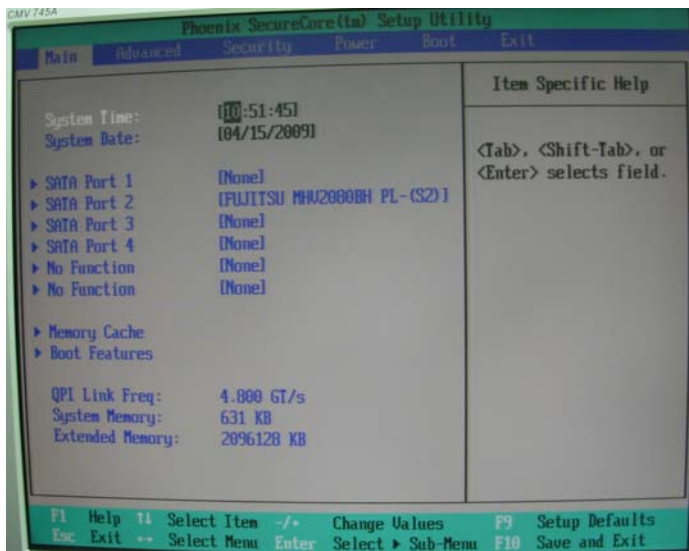 CMV 745A
Phoenix SecureCore(tm) Setup Utility
Main Advanced Security Power Boot Exit
Item Specific Help
System Time: [10:51:45]
System Date: [04/15/2009]
<Tab>, <Shift-Tab>, or
<Enter> selects field.
▶ SATA Port 1 [None]
▶ SATA Port 2 [FUJITSU MHV2080BH PL-(S2)]
▶ SATA Port 3 [None]
▶ SATA Port 4 [None]
▶ No Function [None]
▶ No Function [None]
▶ Memory Cache
▶ Boot Features
QPI Link Freq: 4.800 GT/s
System Memory: 631 KB
Extended Memory: 2096128 KB
F1 Help ↑↓ Select Item -/+ Change Values F9 Setup Defaults
Esc Exit ↔ Select Menu Enter Select ▶ Sub-Menu F10 Save and Exit